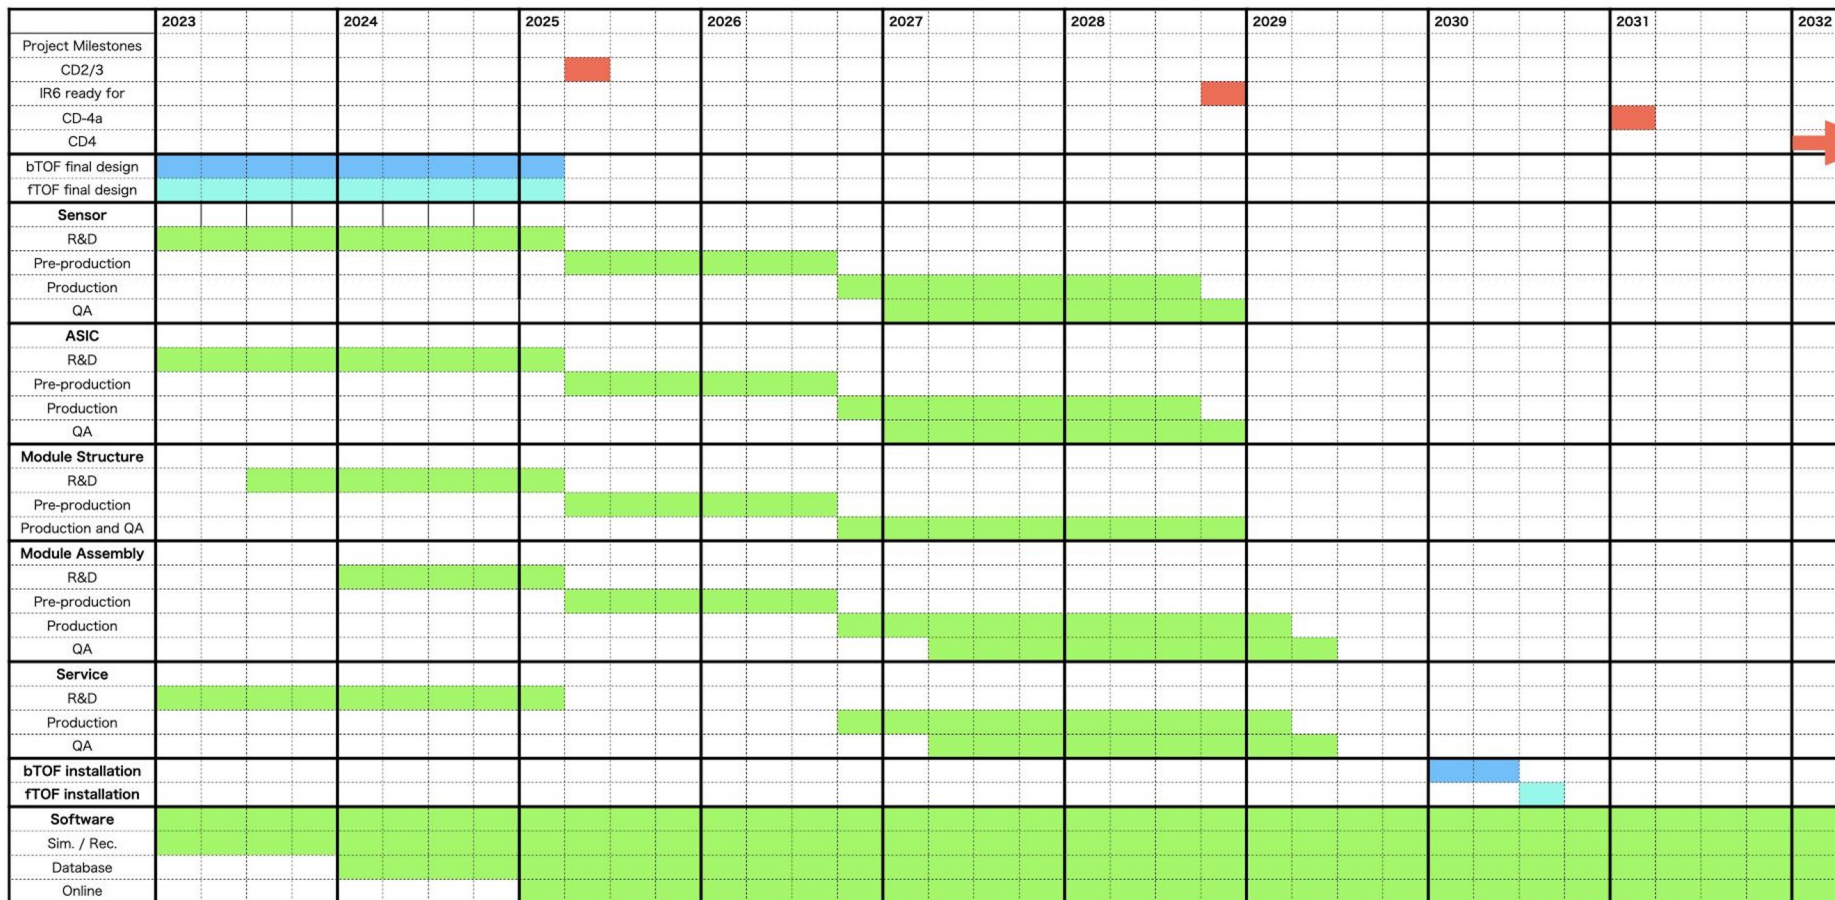 2023 2024 2025 2026 2027 2028 2029 2030 2031 2032
Project Milestones
CD2/3
IR6 ready for
CD-4a
CD4
bTOF final design
fTOF final design
Sensor
R&D
Pre-production
Production
QA
ASIC
R&D
Pre-production
Production
QA
Module Structure
R&D
Pre-production
Production and QA
Module Assembly
R&D
Pre-production
Production
QA
Service
R&D
Production
QA
bTOF installation
fTOF installation
Software
Sim. / Rec.
Database
Online